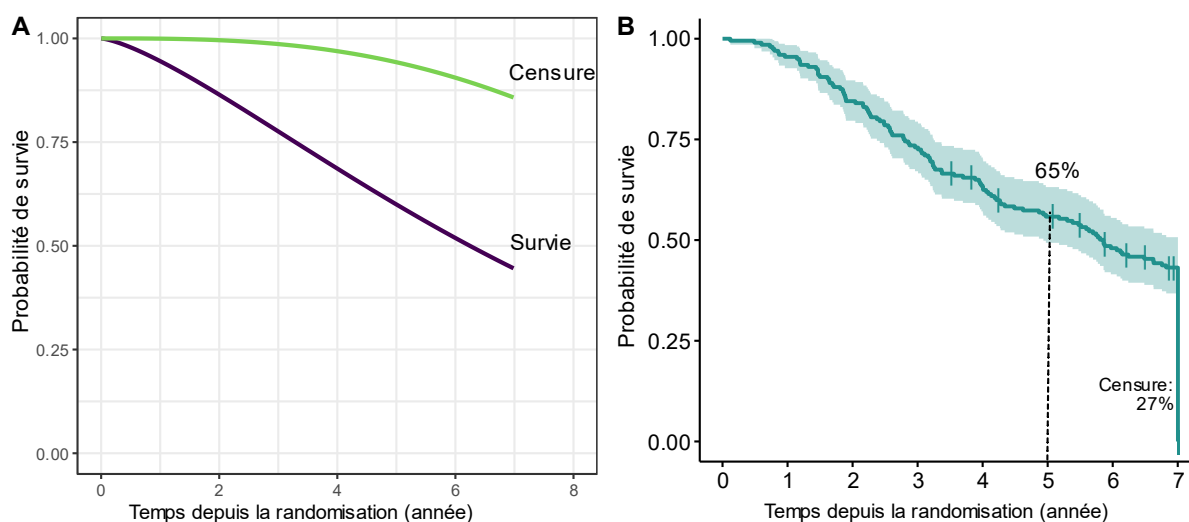 A
Probabilité de survie
1.00
0.75
0.50
0.25
0.00
Censure
Survie
0
2
4
6
8
Temps depuis la randomisation (année)
B
Probabilité de survie
1.00
0.75
0.50
0.25
0.00
65%
Censure:
27%
0
1
2
3
4
5
6
7
Temps depuis la randomisation (année)